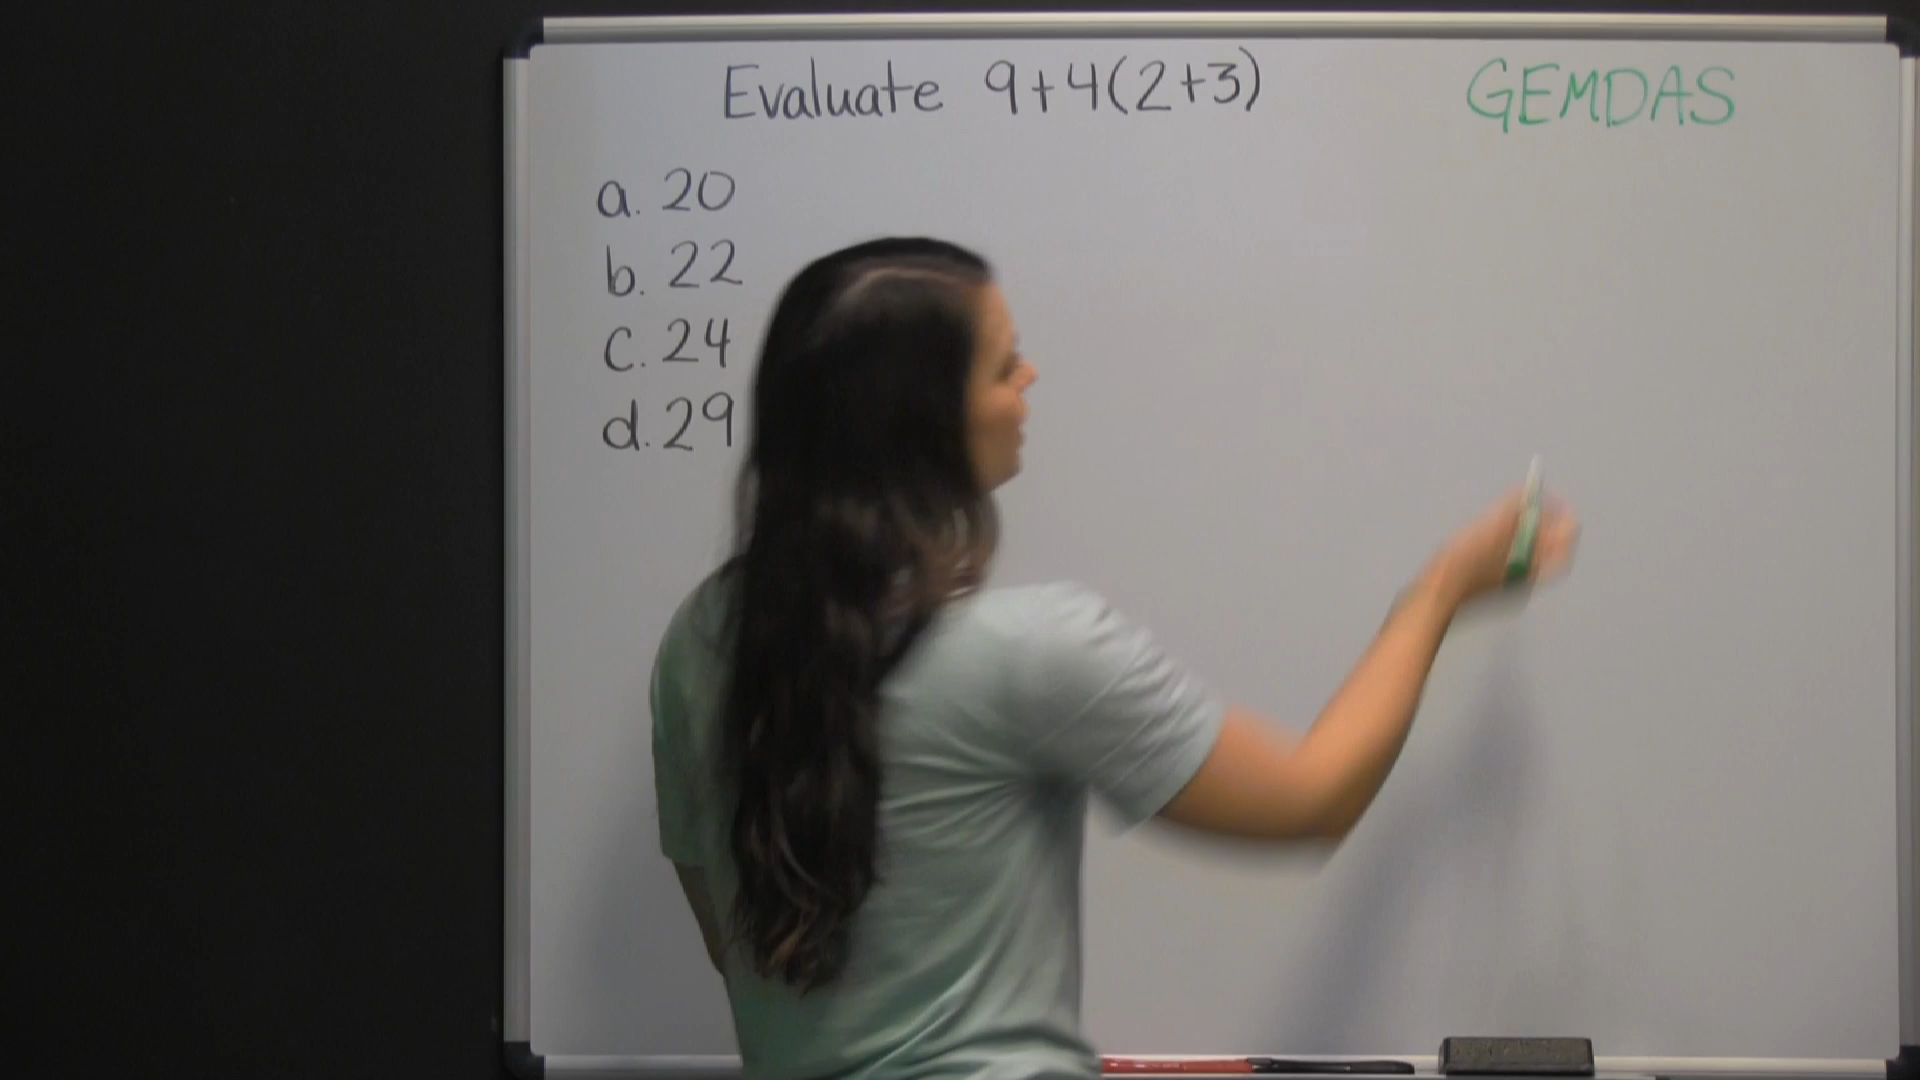 Evaluate 9+4(2+3)
GEMDAS
a. 20
b. 22
c. 24
d. 29